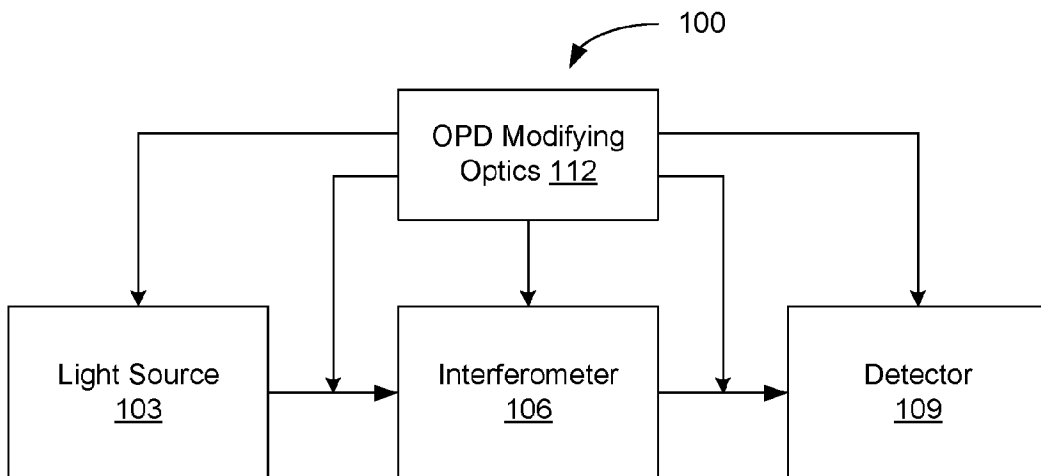 100
OPD Modifying
Optics 112
Light Source
103
Interferometer
106
Detector
109